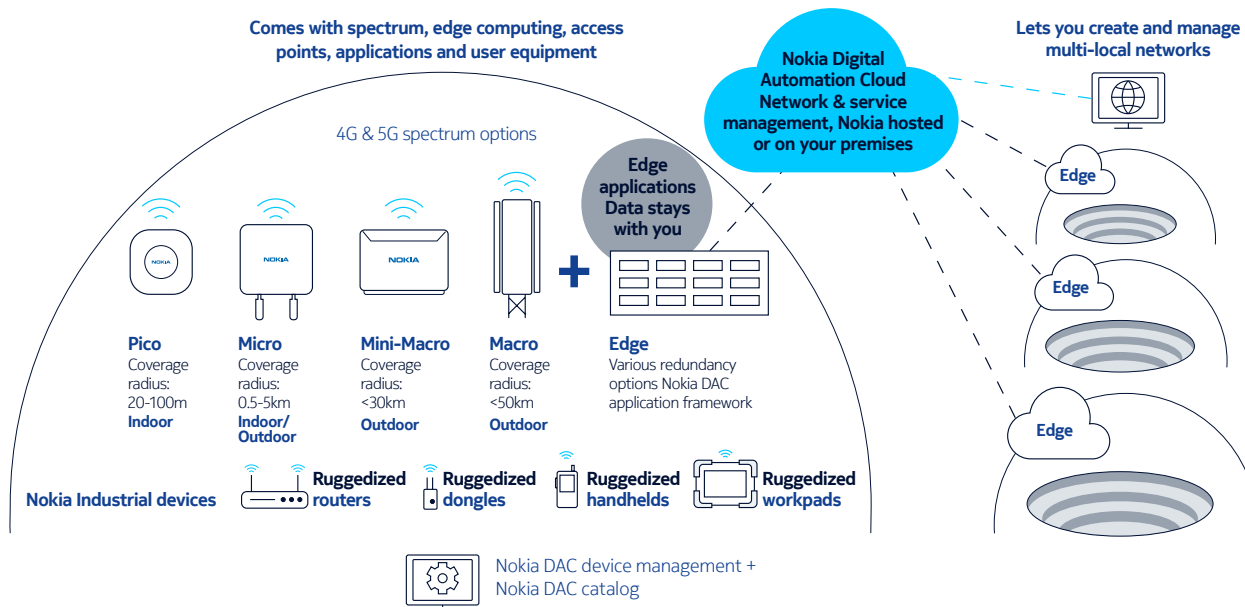 Comes with spectrum, edge computing, access
points, applications and user equipment
Nokia Digital
Automation Cloud
Network & service
management, Nokia hosted
or on your premises
Lets you create and manage
multi-local networks
4G & 5G spectrum options
Edge
applications
Data stays
with you
NOKIA
NOKIA
NOKIA
Pico
Coverage
radius:
20-100m
Indoor
Micro
Coverage
radius:
0.5-5km
Indoor/
Outdoor
Mini-Macro
Coverage
radius:
<30km
Outdoor
Macro
Coverage
radius:
<50km
Outdoor
Edge
Various redundancy
options Nokia DAC
application framework
Edge
Edge
Edge
Nokia Industrial devices
Ruggedized
routers
Ruggedized
dongles
Ruggedized
handhelds
Ruggedized
workpads
Nokia DAC device management +
Nokia DAC catalog